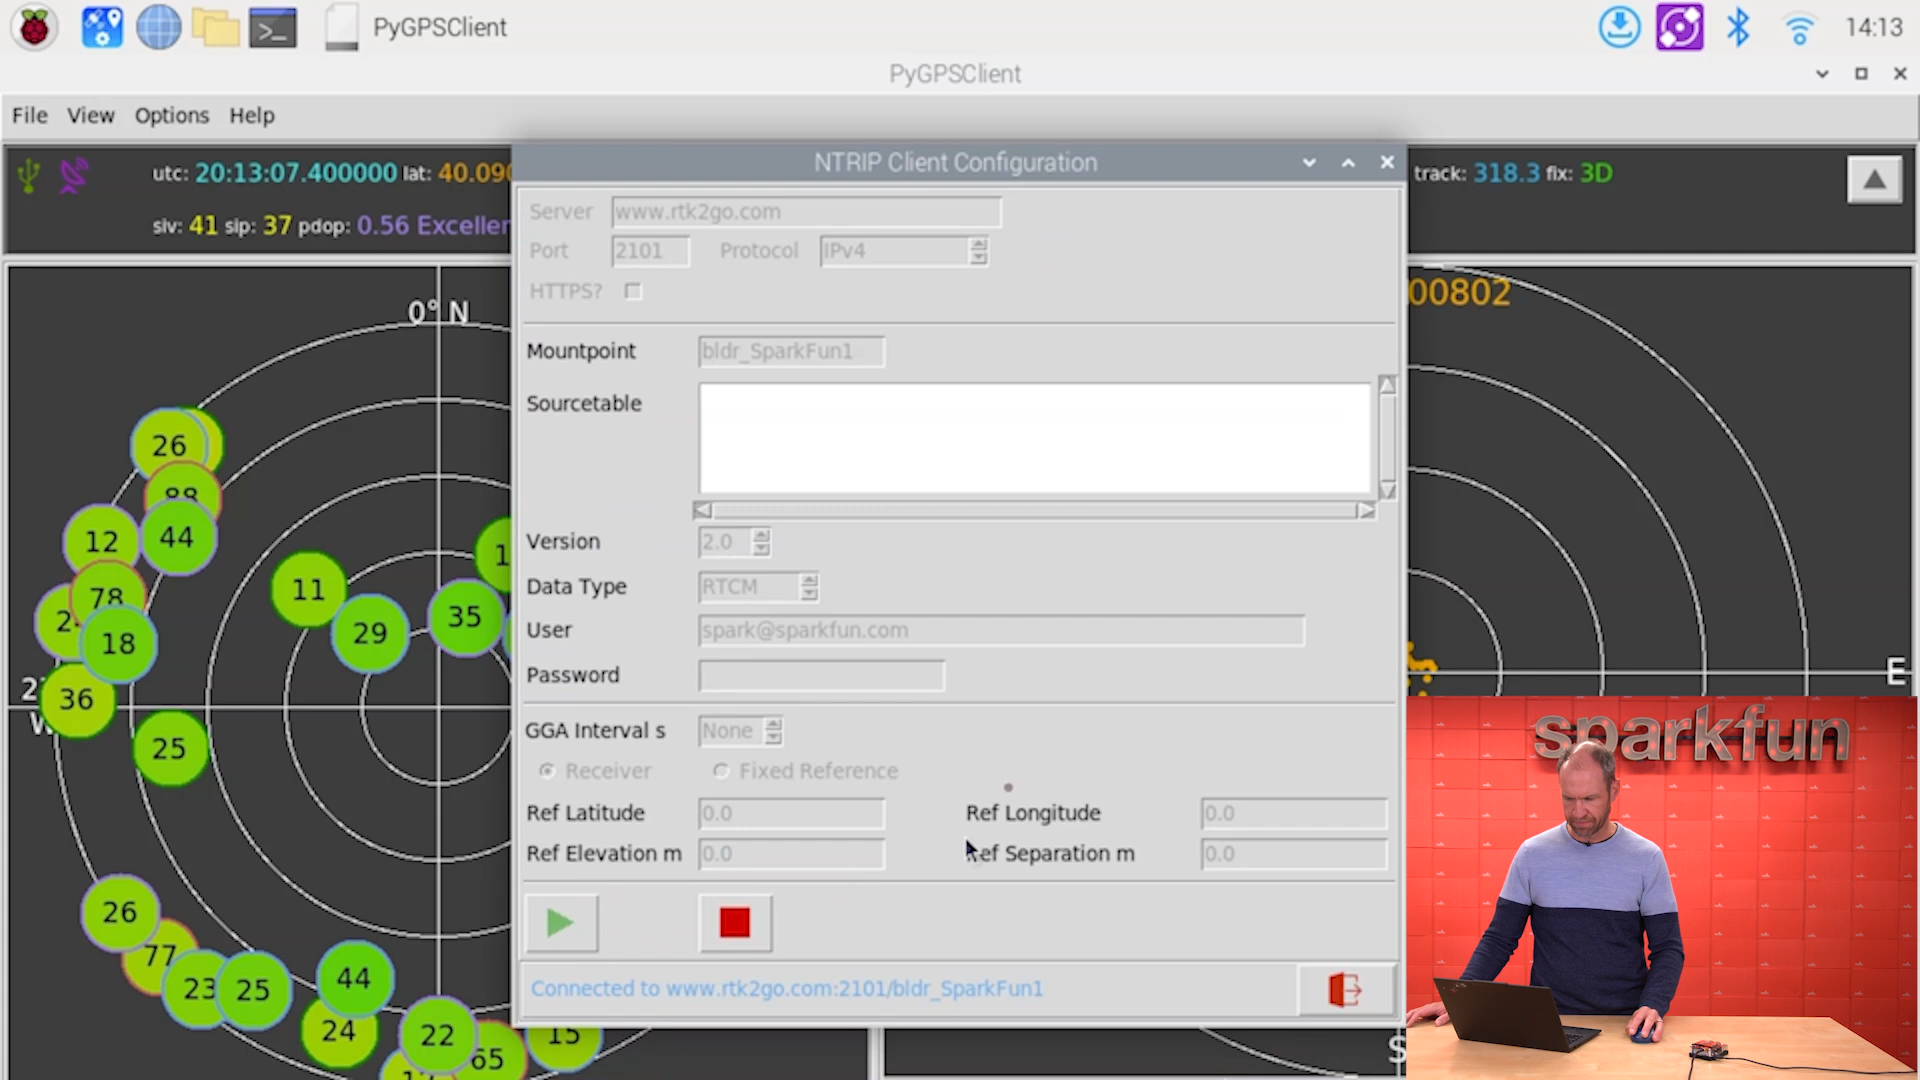 PyGPSClient
14:13
PyGPSClient
File View Options Help
utc: 20:13:07.400000 lat: 40.090
track: 318.3 fix: 3D
siv: 41 sip: 37 pdop: 0.56 Excellen
NTRIP Client Configuration
Server www.rtk2go.com
Port 2101 Protocol IPv4
HTTPS?
Mountpoint bldr_SparkFun1
Sourcetable
Version 2.0
Data Type RTCM
User spark@sparkfun.com
Password
GGA Interval s None
Receiver Fixed Reference
Ref Latitude 0.0 Ref Longitude 0.0
Ref Elevation m 0.0 Ref Separation m 0.0
Connected to www.rtk2go.com:2101/bldr_SparkFun1
0° N
26
88
12
44
11
78
29
35
18
36
W
25
26
77
23
25
44
24
22
65
15
00802
E
S
sparkfun